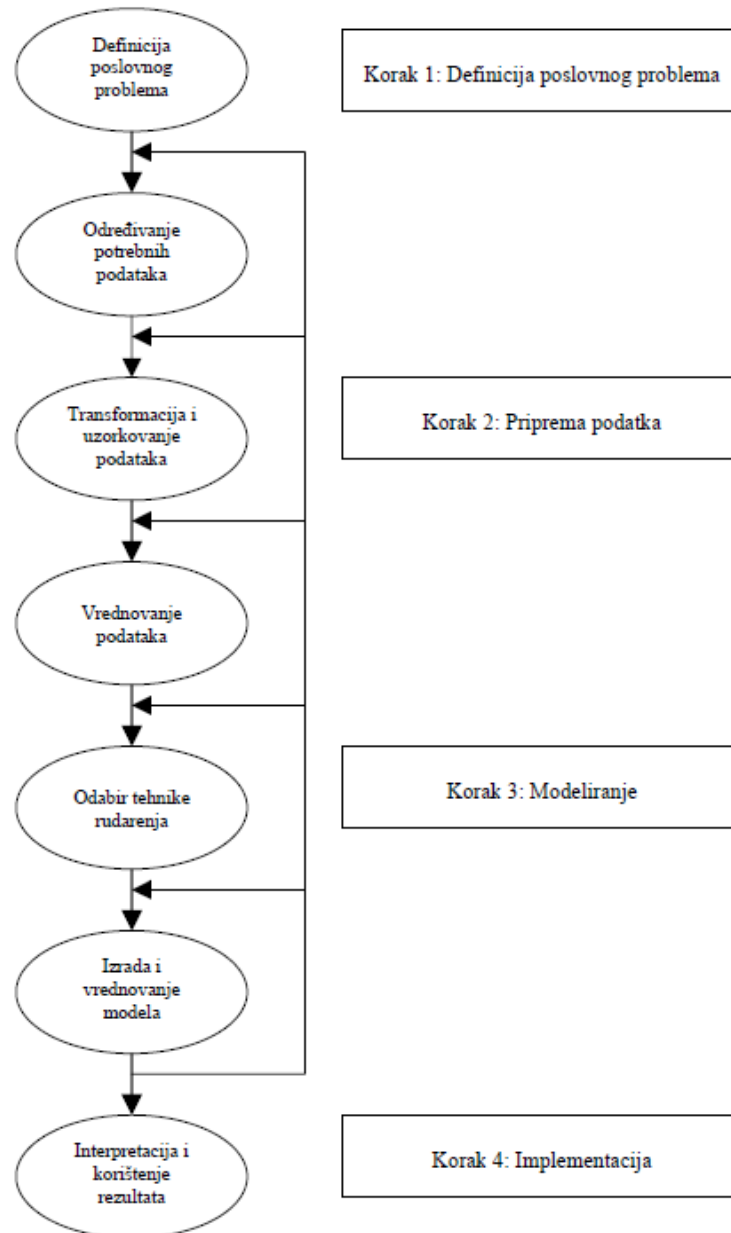 Definicija
poslovnog
problema
Korak 1: Definicija poslovnog problema
Određivanje
potrebnih
podataka
Transformacija i
uzorkovanje
podataka
Korak 2: Priprema podatka
Vrednovanje
podataka
Odabir tehnike
rudarenja
Korak 3: Modeliranje
Izrada i
vrednovanje
modela
Interpretacija i
korištenje
rezultata
Korak 4: Implementacija